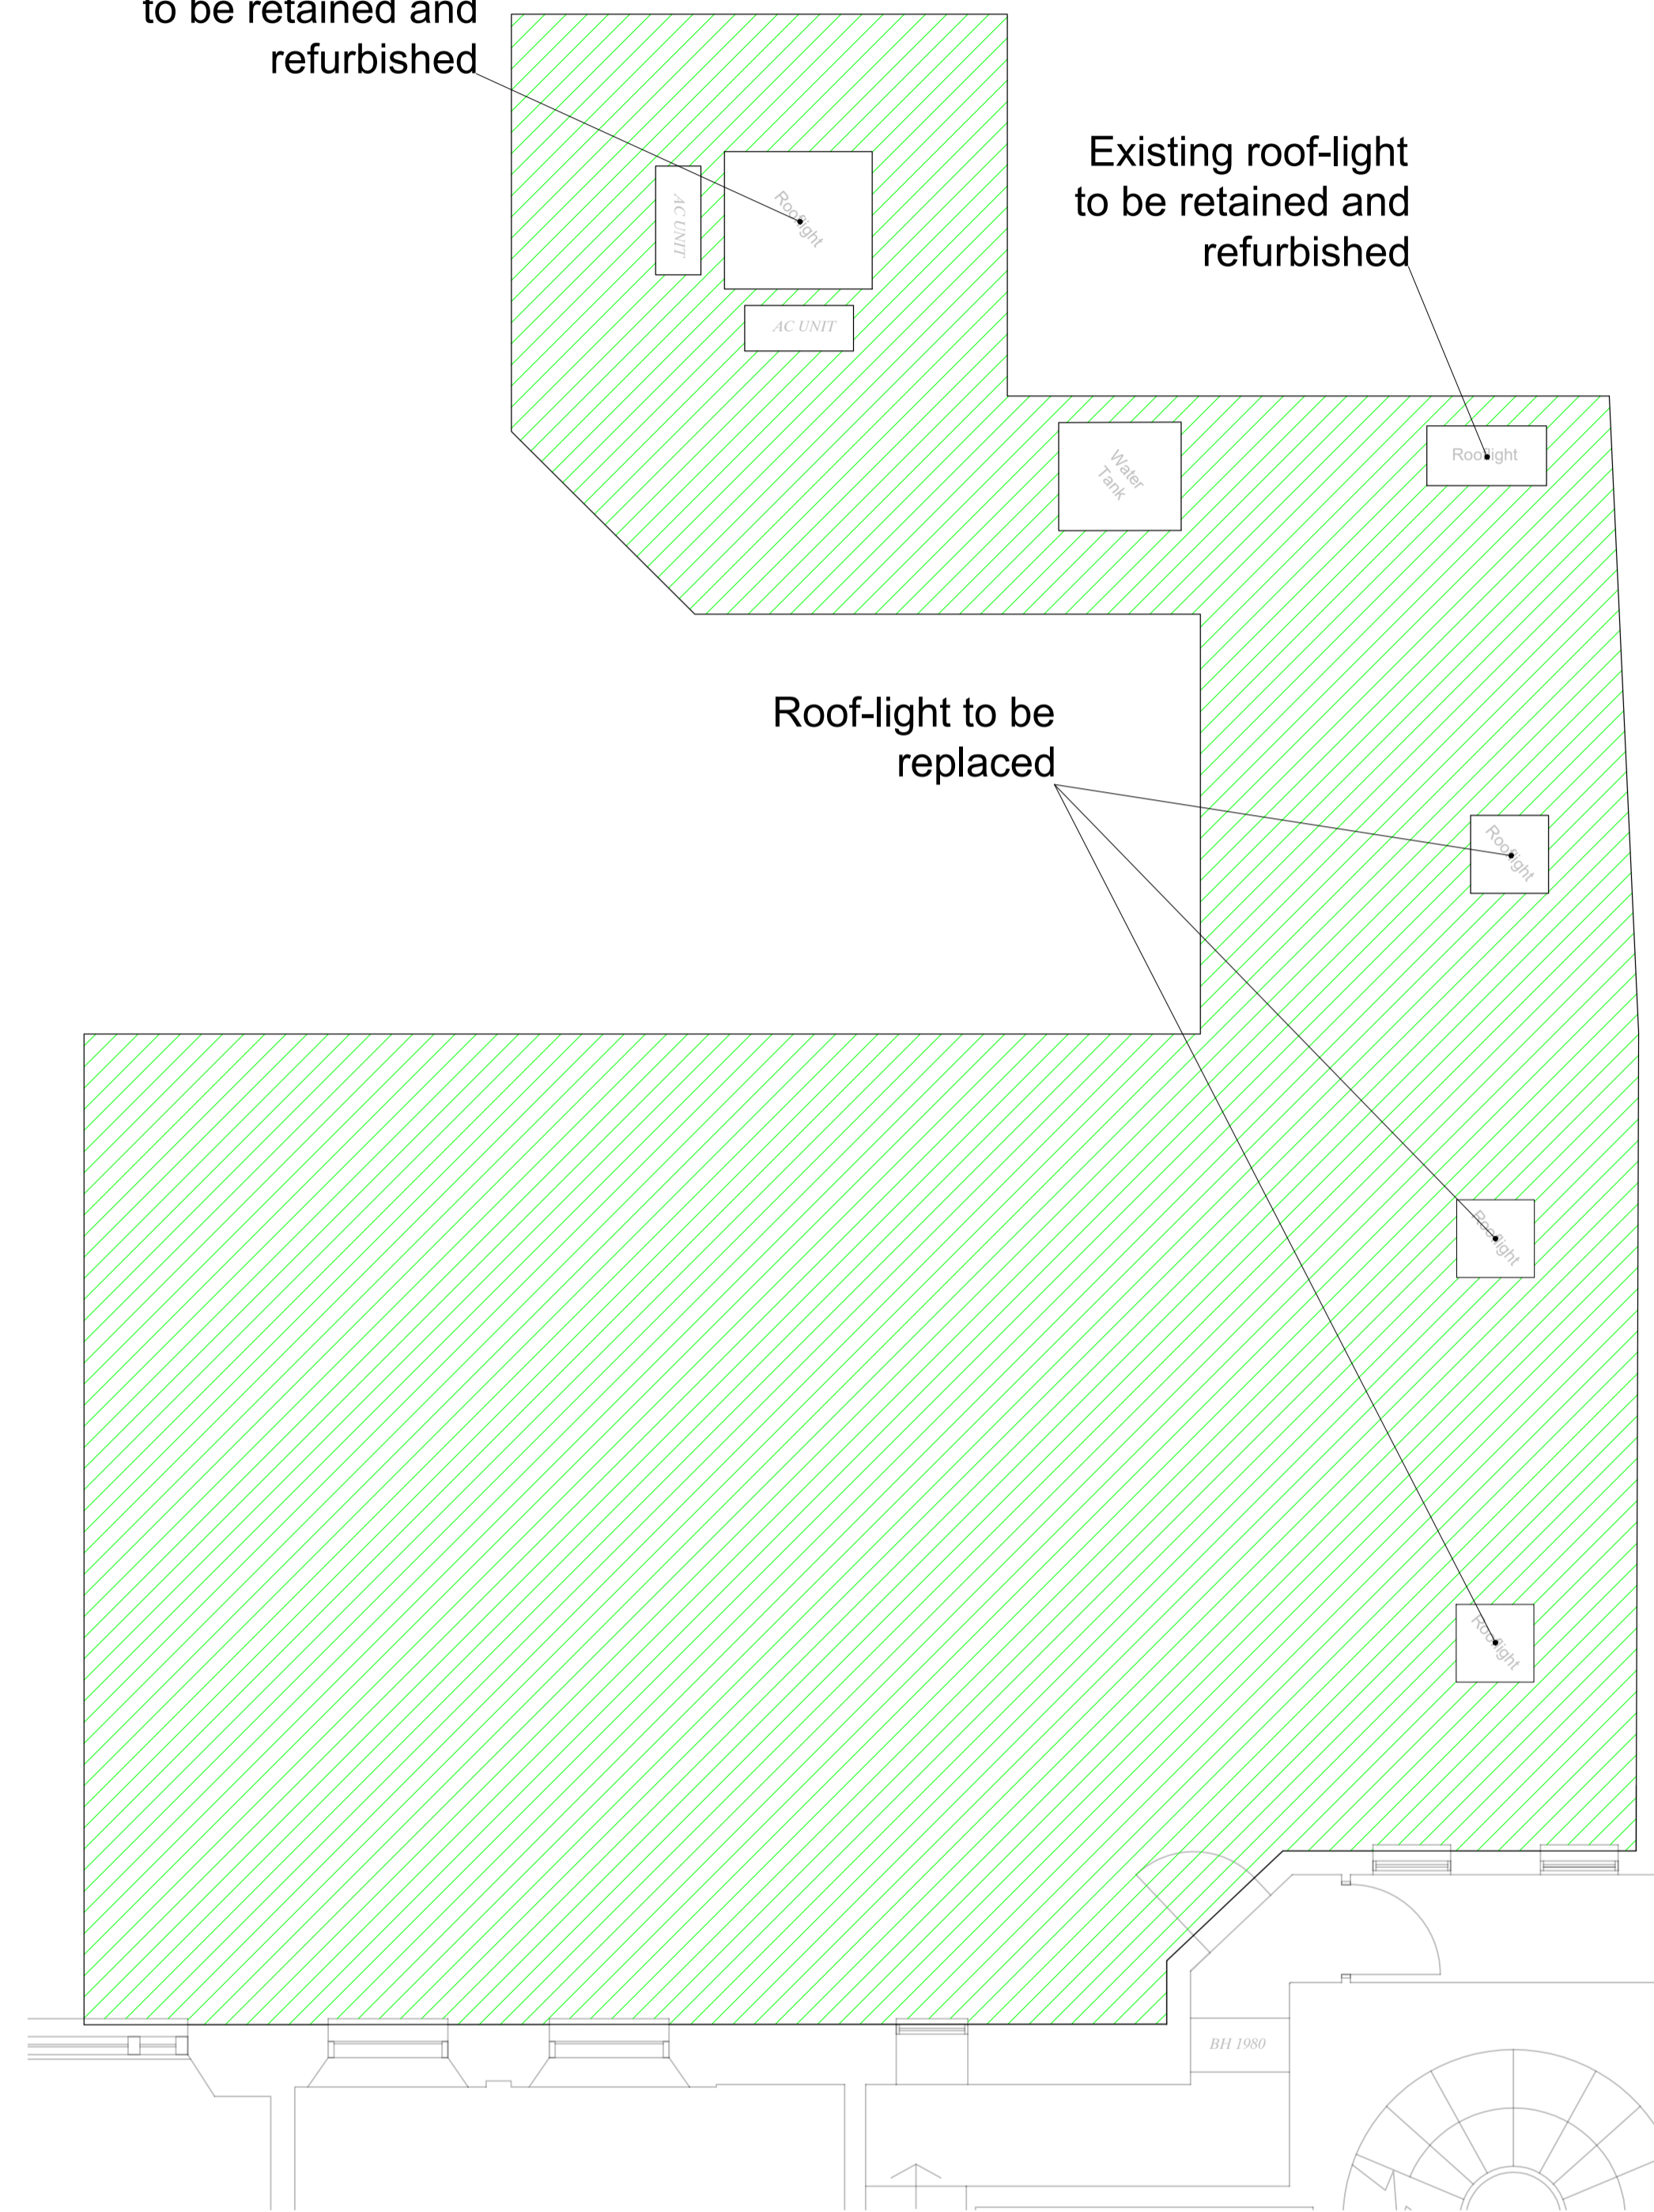 to be retained and
refurbished
Existing roof-light
to be retained and
refurbished
Rooflight
AC UNIT
AC UNIT
Water
Tank
Rooflight
Roof-light to be
replaced
Rooflight
Rooflight
Rooflight
BH 1980